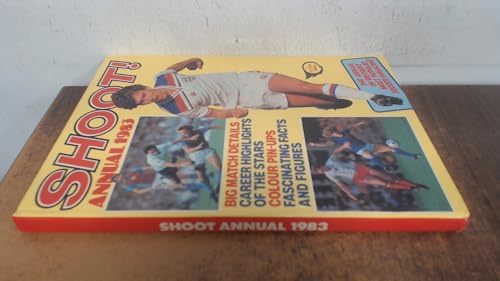 SHOOT!
ANNUAL 1983
BIG MATCH DETAILS
CAREER HIGHLIGHTS
OF THE STARS
COLOUR PIN-UPS
FASCINATING FACTS
AND FIGURES
SHOOT ANNUAL 1983